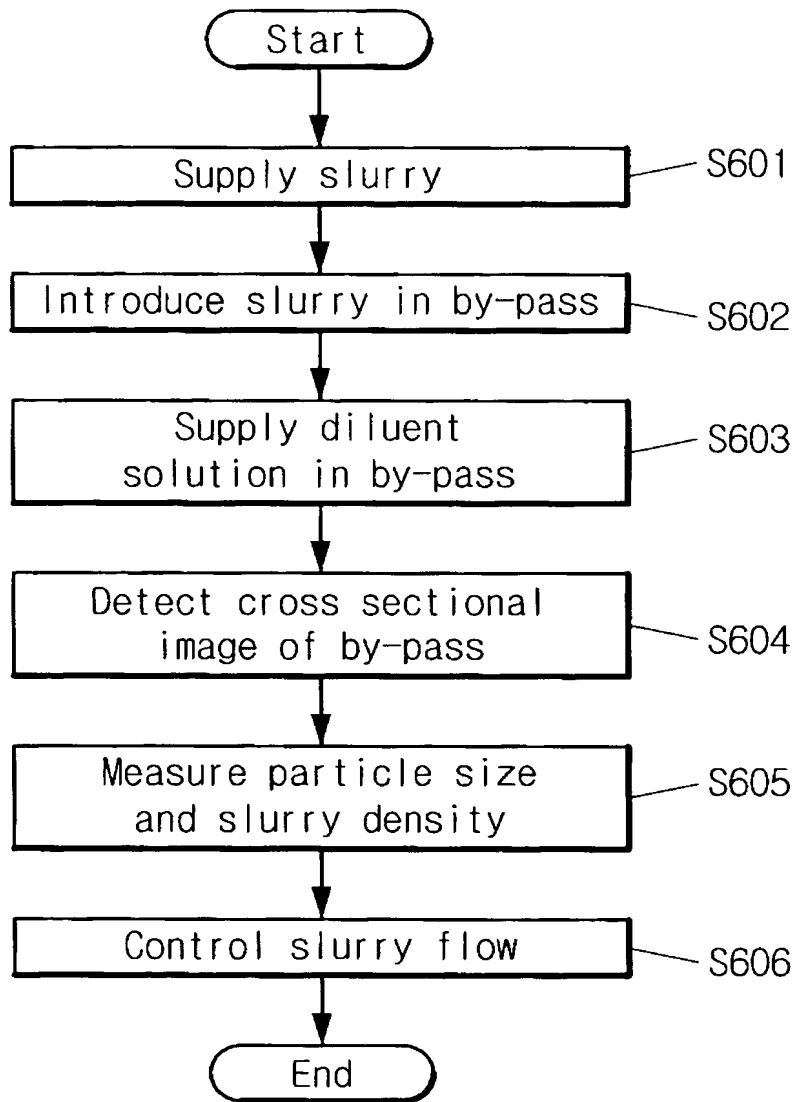 Start
Supply slurry
S601
Introduce slurry in by-pass
S602
Supply diluent
solution in by-pass
S603
Detect cross sectional
image of by-pass
S604
Measure particle size
and slurry density
S605
Control slurry flow
S606
End